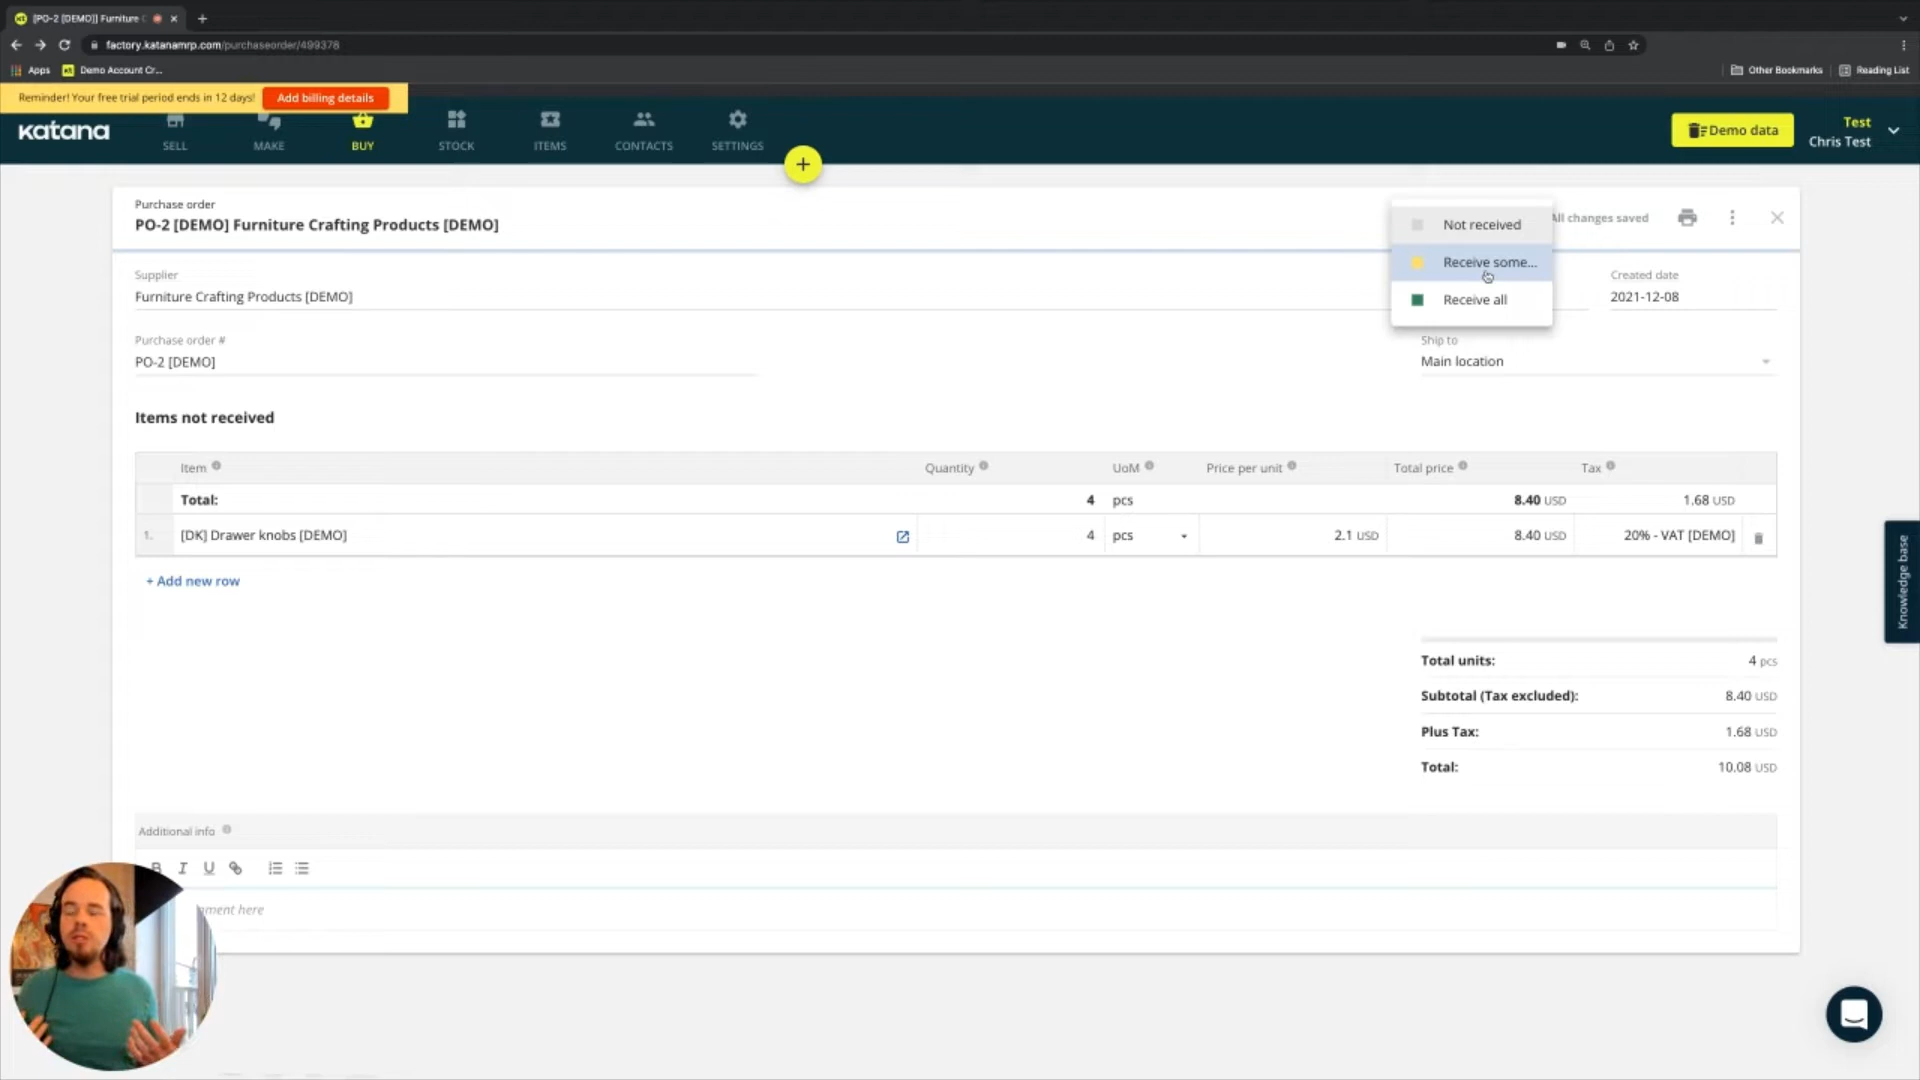 [PO-2 [DEMO]] Furniture C
factory.katanamrp.com/purchaseorder/499378
Apps
Demo Account Cr...
Other Bookmarks
Reading List
Reminder! Your free trial period ends in 12 days!
Add billing details
katana
SELL
MAKE
BUY
STOCK
ITEMS
CONTACTS
SETTINGS
+
Demo data
Test
Chris Test
Purchase order
PO-2 [DEMO] Furniture Crafting Products [DEMO]
Not received
Receive some...
Receive all
All changes saved
Supplier
Furniture Crafting Products [DEMO]
Created date
2021-12-08
Purchase order #
PO-2 [DEMO]
Ship to
Main location
Items not received
Item
Quantity
UoM
Price per unit
Total price
Tax
Total:
4
pcs
8.40 USD
1.68 USD
1.
[DK] Drawer knobs [DEMO]
4
pcs
2.1 USD
8.40 USD
20% - VAT [DEMO]
+ Add new row
Total units:
4 pcs
Subtotal (Tax excluded):
8.40 USD
Plus Tax:
1.68 USD
Total:
10.08 USD
Knowledge base
Additional info
B I U
mment here